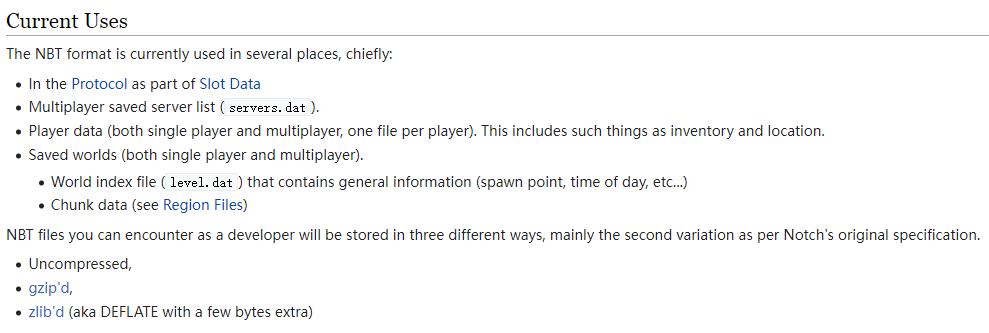 Current Uses
The NBT format is currently used in several places, chiefly:
• In the Protocol as part of Slot Data
• Multiplayer saved server list ( servers.dat ).
• Player data (both single player and multiplayer, one file per player). This includes such things as inventory and location.
• Saved worlds (both single player and multiplayer).
• World index file ( level.dat ) that contains general information (spawn point, time of day, etc...)
• Chunk data (see Region Files)
NBT files you can encounter as a developer will be stored in three different ways, mainly the second variation as per Notch's original specification.
• Uncompressed,
• gzip'd,
• zlib'd (aka DEFLATE with a few bytes extra)